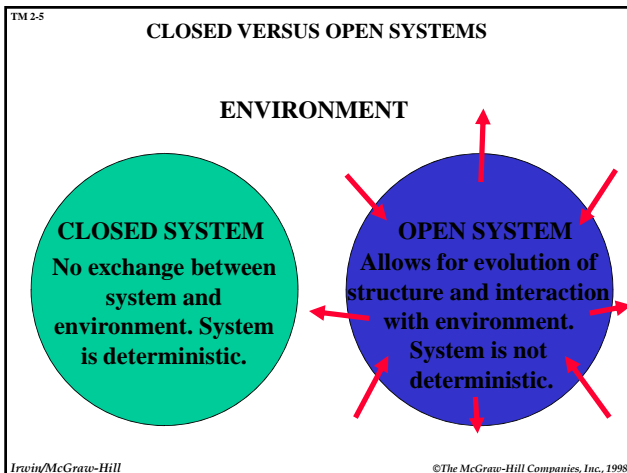 TM 2-5
CLOSED VERSUS OPEN SYSTEMS
ENVIRONMENT
CLOSED SYSTEM
No exchange between
system and
environment. System
is deterministic.
OPEN SYSTEM
Allows for evolution of
structure and interaction
with environment.
System is not
deterministic.
Irwin/McGraw-Hill
©The McGraw-Hill Companies, Inc., 1998